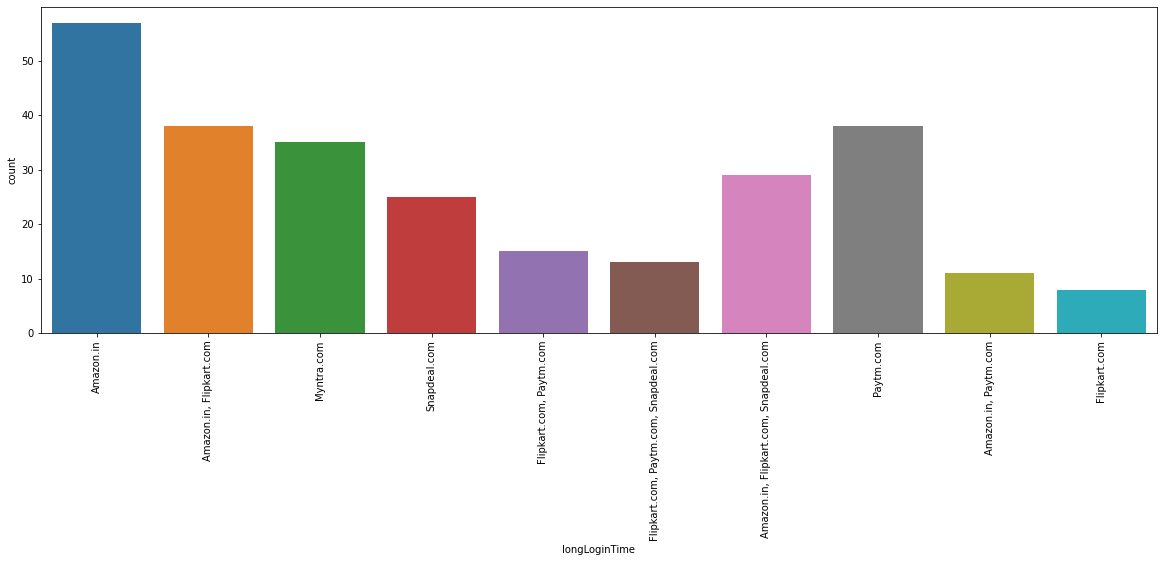 count
50
40
30
20
10
0
Amazon.in
Amazon.in, Flipkart.com
Myntra.com
Snapdeal.com
Flipkart.com, Paytm.com
Flipkart.com, Paytm.com, Snapdeal.com
Amazon.in, Flipkart.com, Snapdeal.com
Paytm.com
Amazon.in, Paytm.com
Flipkart.com
longLoginTime